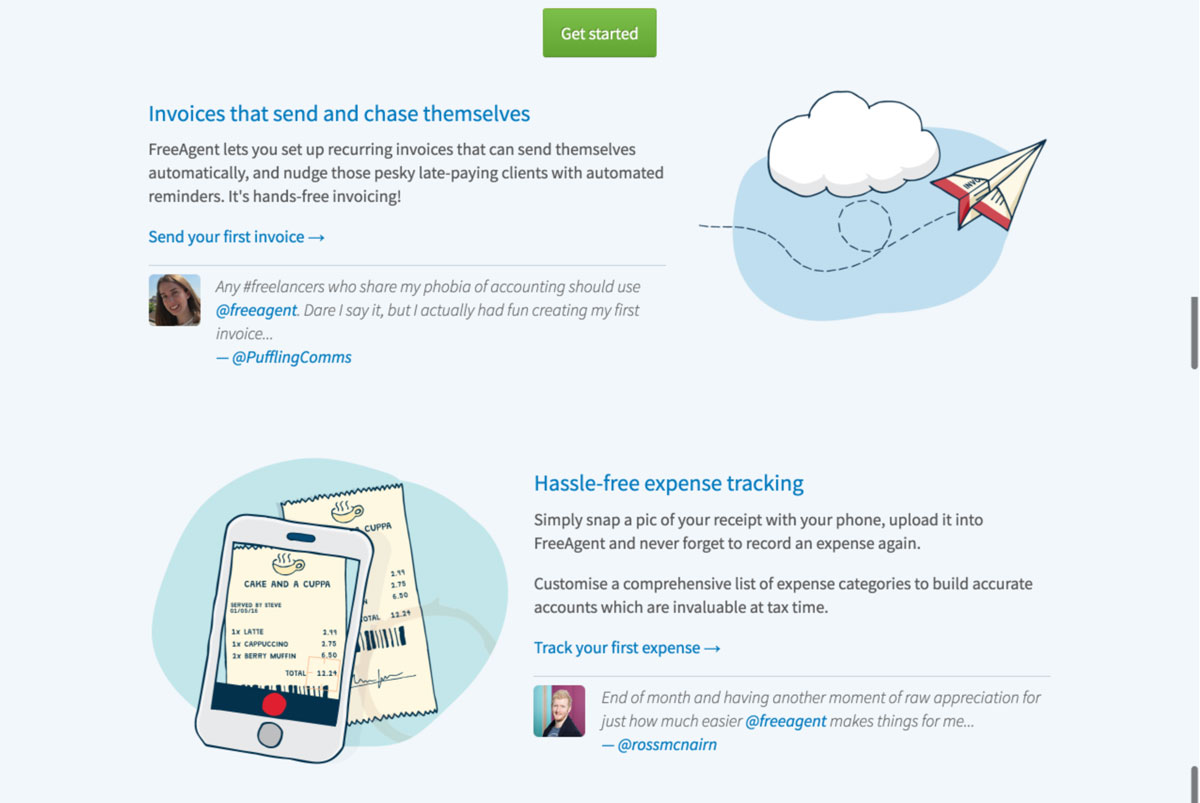 Get started
Invoices that send and chase themselves
FreeAgent lets you set up recurring invoices that can send themselves
automatically, and nudge those pesky late-paying clients with automated
reminders. It's hands-free invoicing!
Send your first invoice →
Any #freelancers who share my phobia of accounting should use
@freeagent. Dare I say it, but I actually had fun creating my first
invoice...
— @PufflingComms
INVO
Hassle-free expense tracking
Simply snap a pic of your receipt with your phone, upload it into
FreeAgent and never forget to record an expense again.
Customise a comprehensive list of expense categories to build accurate
accounts which are invaluable at tax time.
Track your first expense →
End of month and having another moment of raw appreciation for
just how much easier @freeagent makes things for me...
— @rossmcnairn
CAKE AND A CUPPA
SERVED BY STEVE
01/05/16
1X LATTE 2.99
1X CAPPUCCINO 2.75
2X BERRY MUFFIN 6.50
TOTAL 12.24
CUPPA
2.99
2.75
6.50
TOTAL 12.24